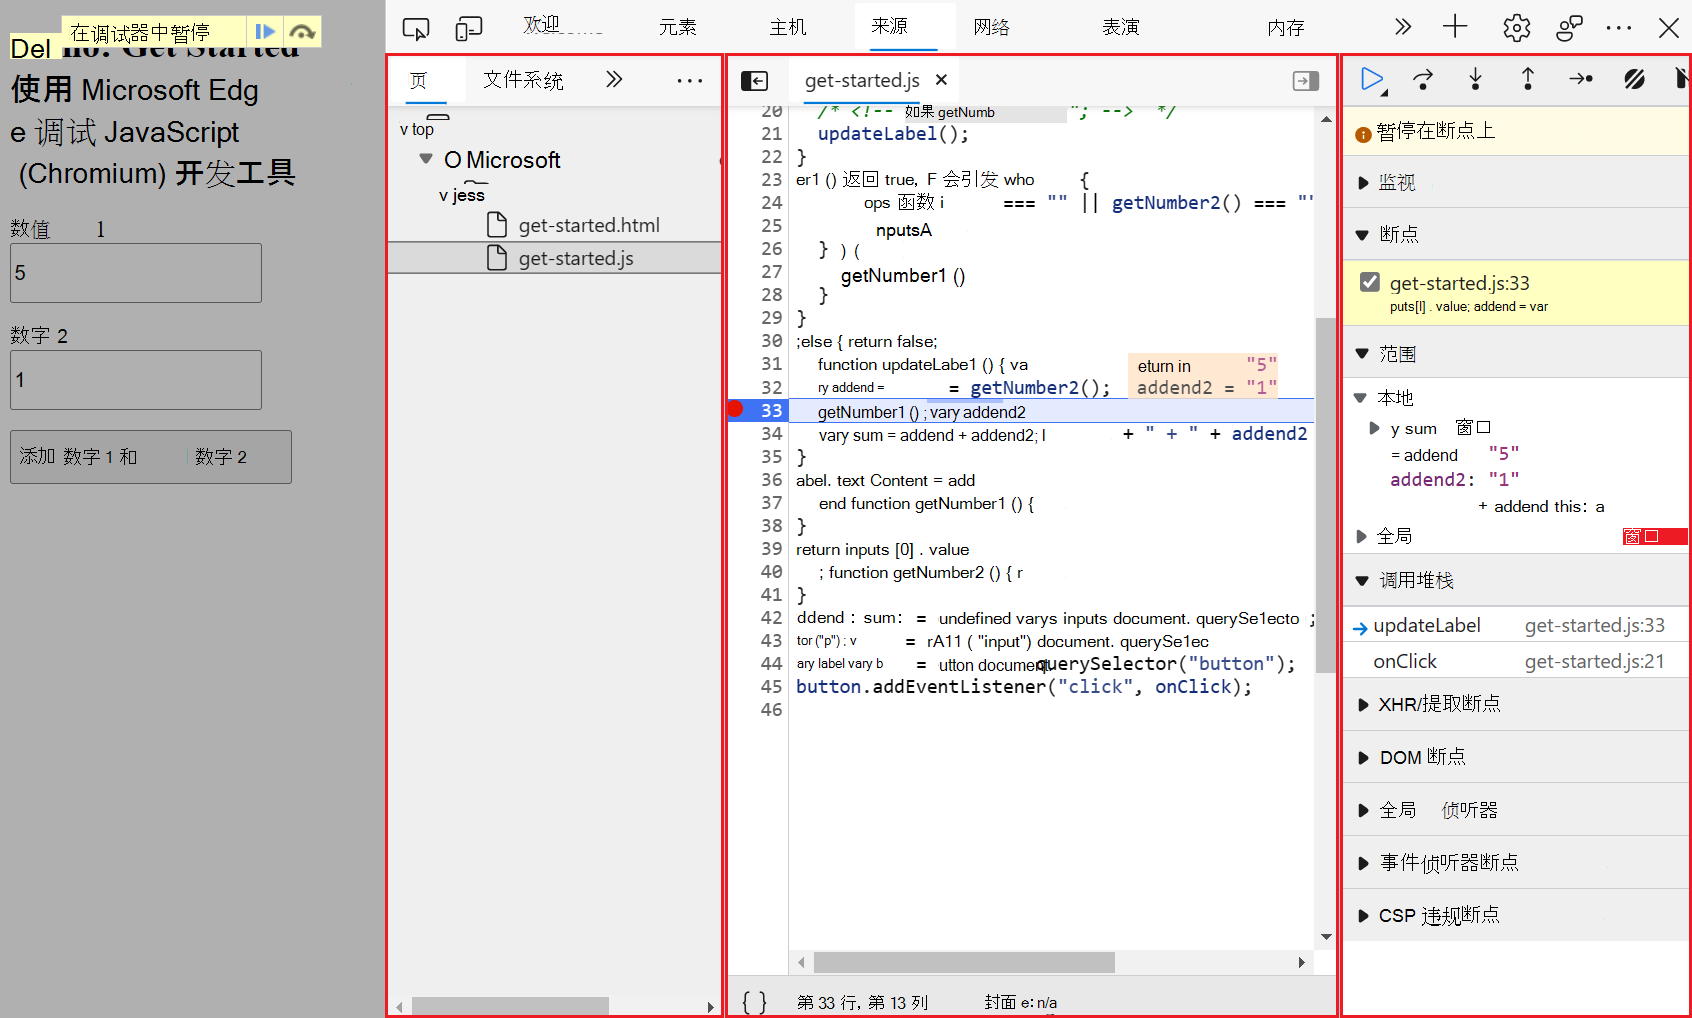 在调试器中暂停
Del no: Get Started
使用 Microsoft Edg
e 调试 JavaScript
(Chromium) 开发工具
数值 1
5
数字 2
1
添加 数字 1 和 数字 2
欢迎 元素 主机 来源 网络 表演 内存
页 文件系统
v top
O Microsoft
v jess
get-started.html
get-started.js
get-started.js
20 /* <!-- 如果 getNumb "; --> */
21 updateLabel();
22 }
23 er1 () 返回 true, F 会引发 who {
24 ops 函数 i === "" || getNumber2() === "'
25 nputsA
26 } ) (
27 getNumber1 ()
28 }
29 }
30 ;else { return false;
31 function updateLabe1 () { va eturn in "5"
32 ry addend = = getNumber2(); addend2 = "1"
33 getNumber1 () ; vary addend2
34 vary sum = addend + addend2; l + " + " + addend2
35 }
36 abel. text Content = add
37 end function getNumber1 () {
38 }
39 return inputs [0] . value
40 ; function getNumber2 () { r
41 }
42 ddend : sum: = undefined varys inputs document. querySe1ecto ;
43 tor ("p") ; v = rA11 ( "input") document. querySe1ec
44 ary label vary b = utton document. querySelector("button");
45 button.addEventListener("click", onClick);
46
{ } 第 33 行, 第 13 列 封面 e: n/a
暂停在断点上
监视
断点
get-started.js:33
puts[l] . value; addend = var
范围
本地
y sum 窗口
= addend "5"
addend2: "1"
+ addend this: a
全局 窗口
调用堆栈
updateLabel get-started.js:33
onClick get-started.js:21
XHR/提取断点
DOM 断点
全局 侦听器
事件侦听器断点
CSP 违规断点